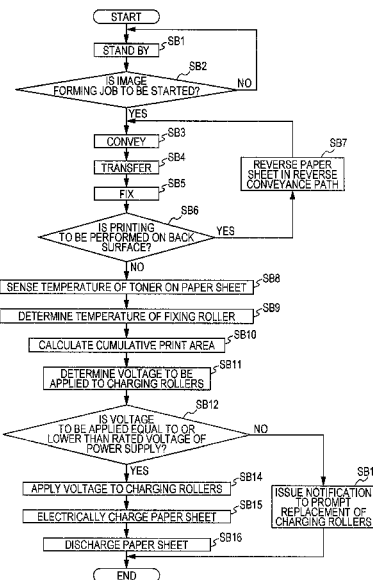 START
SB1
STAND BY
SB2
IS IMAGE
FORMING JOB TO BE STARTED?
NO
YES
SB3
CONVEY
SB4
TRANSFER
SB5
FIX
SB7
REVERSE PAPER
SHEET IN REVERSE
CONVEYANCE PATH
SB6
IS PRINTING
TO BE PERFORMED ON BACK
SURFACE?
YES
NO
SB8
SENSE TEMPERATURE OF TONER ON PAPER SHEET
SB9
DETERMINE TEMPERATURE OF FIXING ROLLER
SB10
CALCULATE CUMULATIVE PRINT AREA
SB11
DETERMINE VOLTAGE TO BE
APPLIED TO CHARGING ROLLERS
SB12
IS VOLTAGE
TO BE APPLIED EQUAL TO OR
LOWER THAN RATED VOLTAGE OF
POWER SUPPLY?
NO
YES
SB14
APPLY VOLTAGE TO CHARGING ROLLERS
SB15
ELECTRICALLY CHARGE PAPER SHEET
SB16
DISCHARGE PAPER SHEET
ISSUE NOTIFICATION
TO PROMPT
REPLACEMENT OF
CHARGING ROLLERS
END